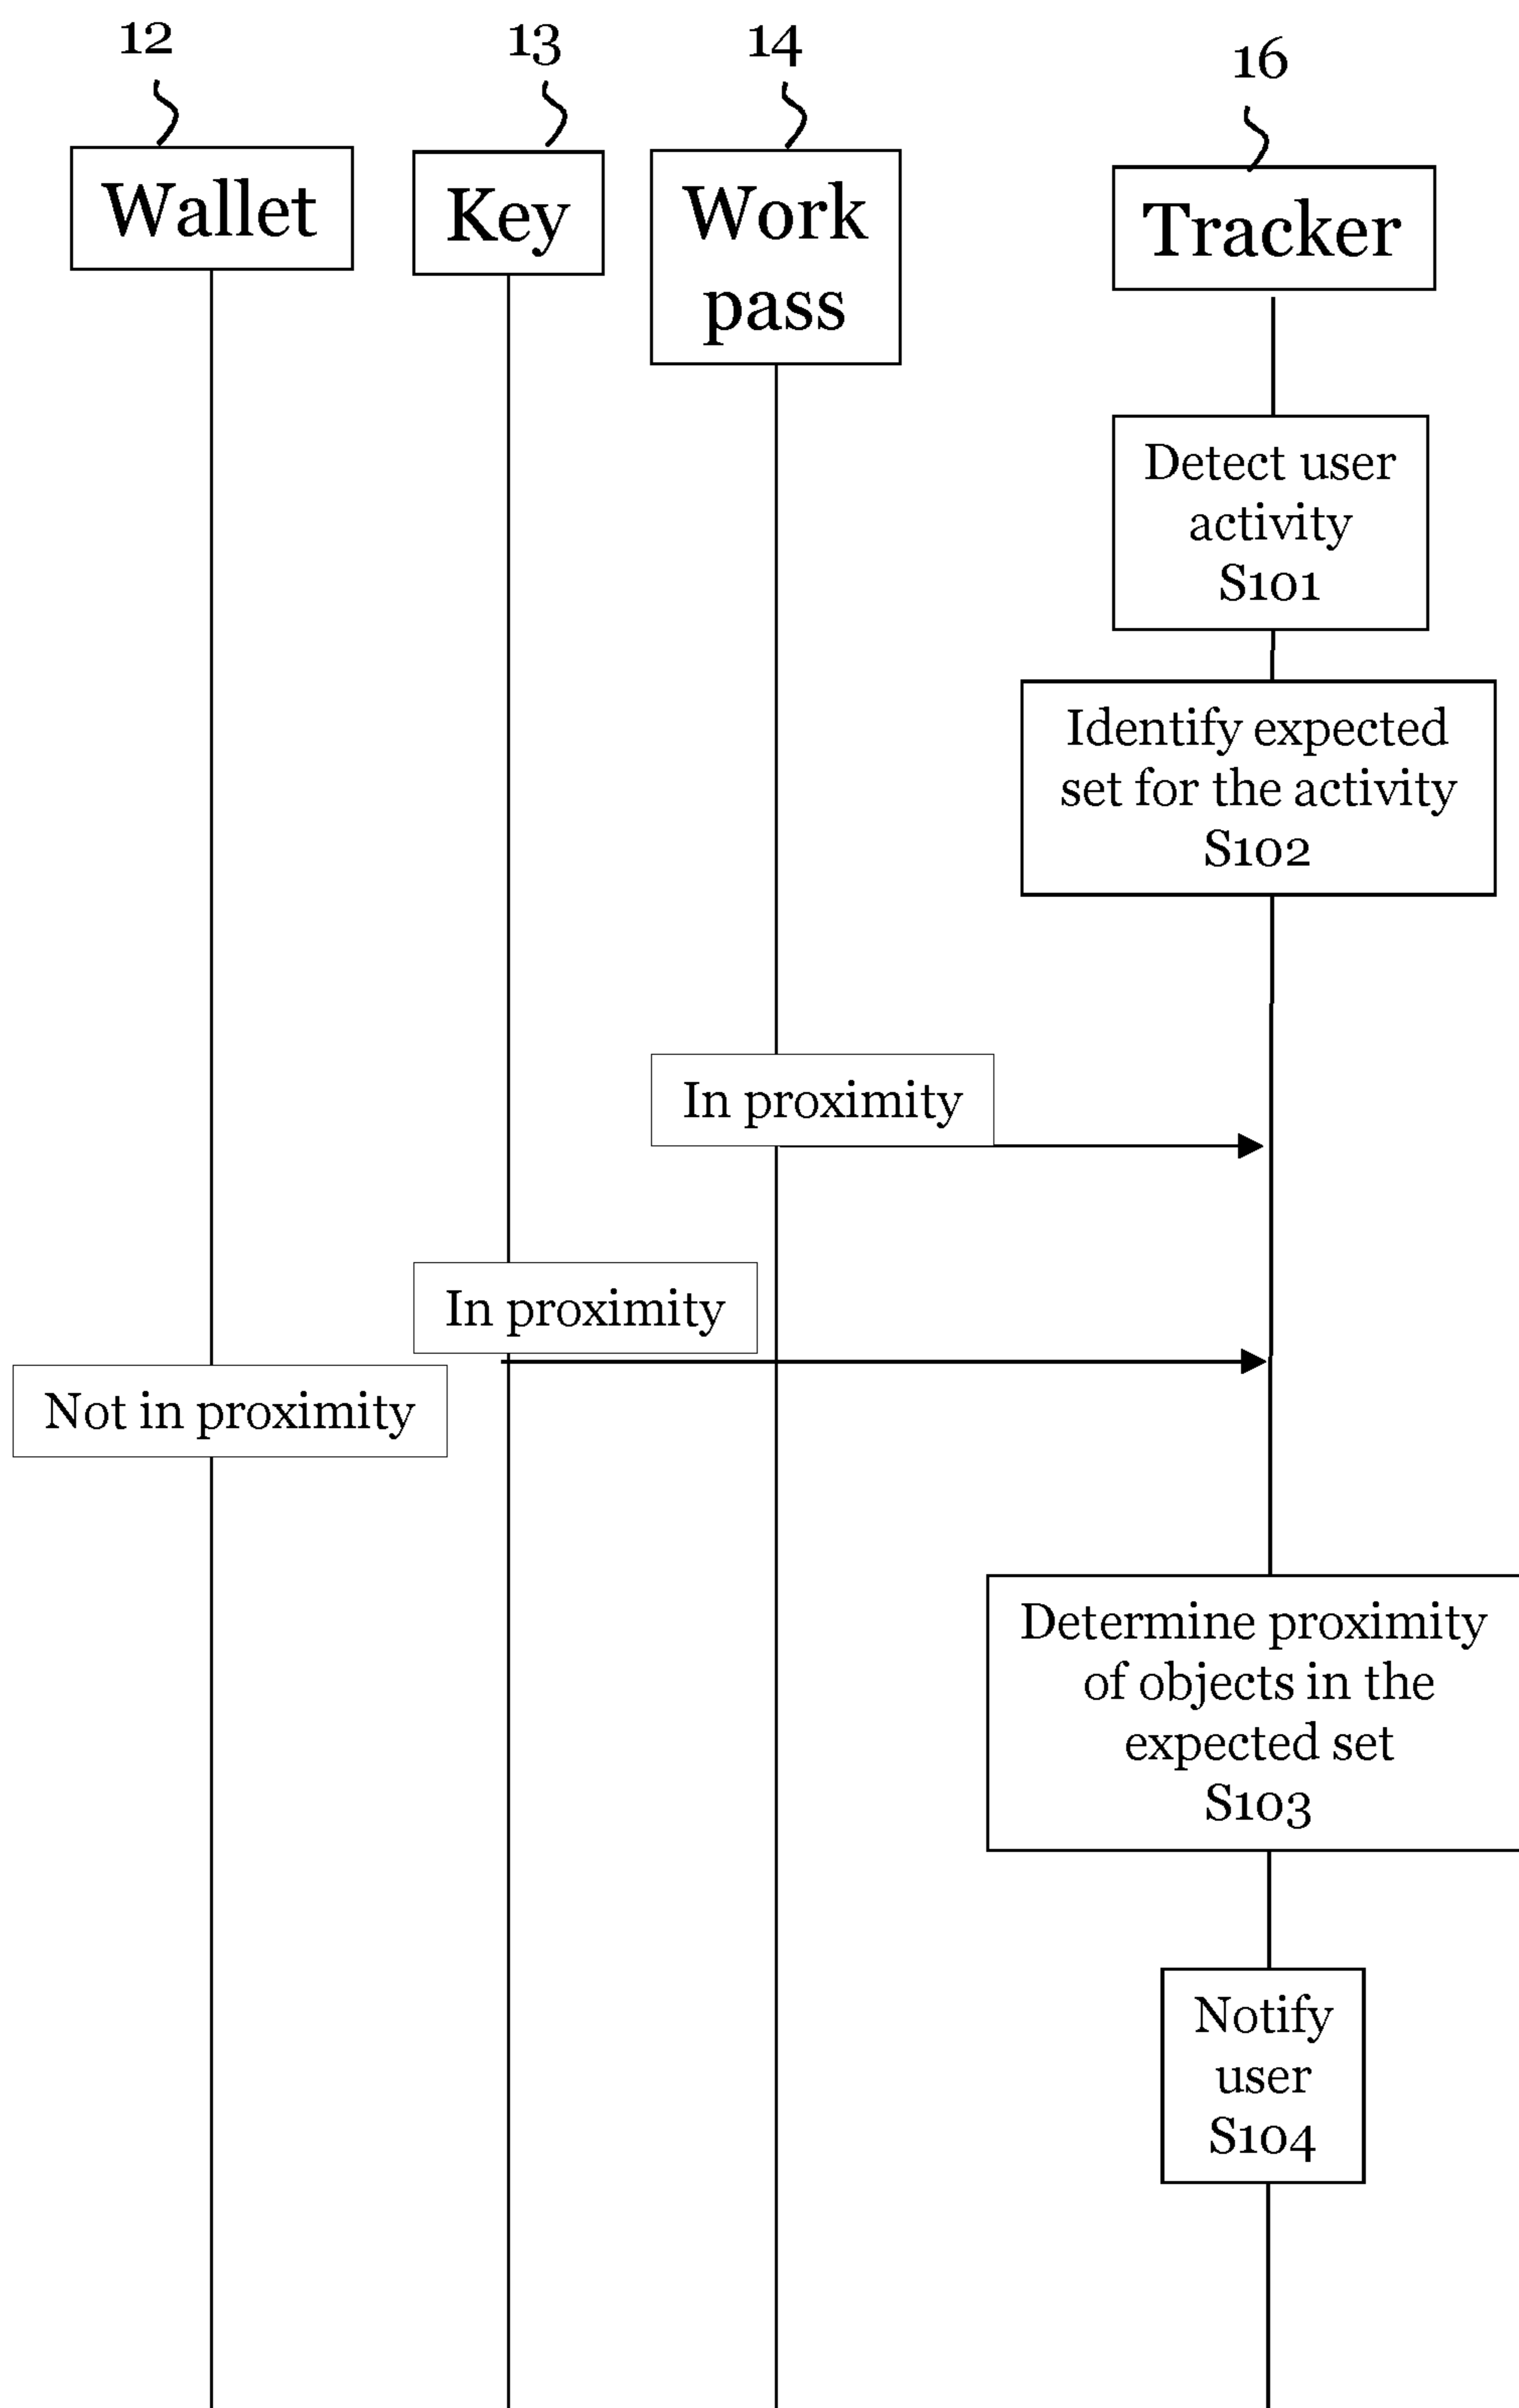 12
13
14
16
Wallet
Key
Work
pass
Tracker
Detect user
activity
S101
Identify expected
set for the activity
S102
In proximity
In proximity
Not in proximity
Determine proximity
of objects in the
expected set
S103
Notify
user
S104